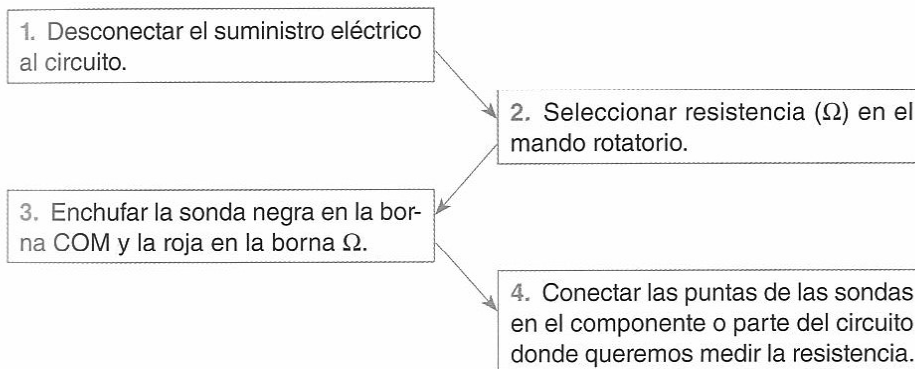 1. Desconectar el suministro eléctrico
al circuito.
2. Seleccionar resistencia (Ω) en el
mando rotatorio.
3. Enchufar la sonda negra en la bor-
na COM y la roja en la borna Ω.
4. Conectar las puntas de las sondas
en el componente o parte del circuito
donde queremos medir la resistencia.